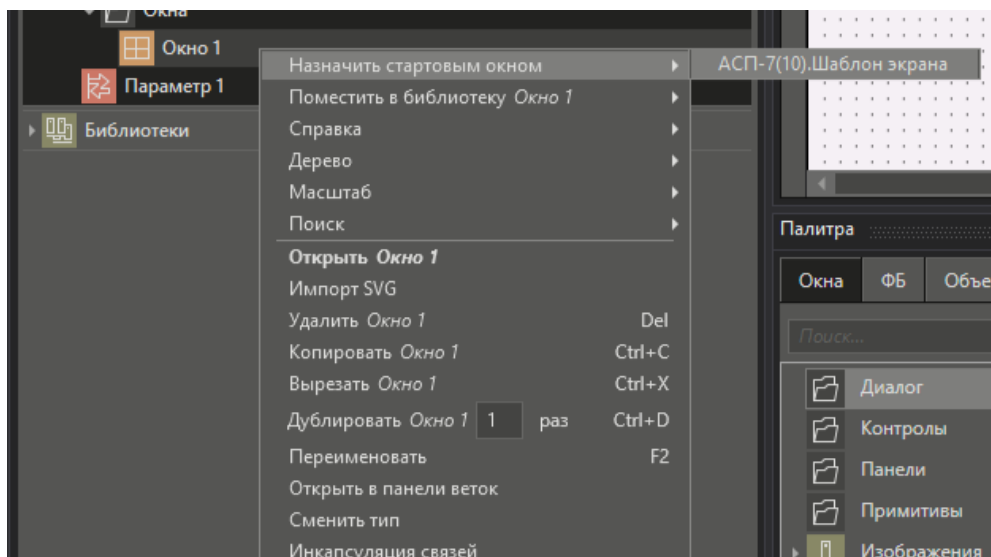 Окна
Окно 1
Параметр 1
Библиотеки
Назначить стартовым окном
АСП-7(10).Шаблон экрана
Поместить в библиотеку Окно 1
Справка
Дерево
Масштаб
Поиск
Открыть Окно 1
Импорт SVG
Удалить Окно 1 Del
Копировать Окно 1 Ctrl+C
Вырезать Окно 1 Ctrl+X
Дублировать Окно 1 1 раз Ctrl+D
Переименовать F2
Открыть в панели веток
Сменить тип
Инкапсуляция связей
Палитра
Окна ФБ Объе
Поиск...
Диалог
Контролы
Панели
Примитивы
Изображения